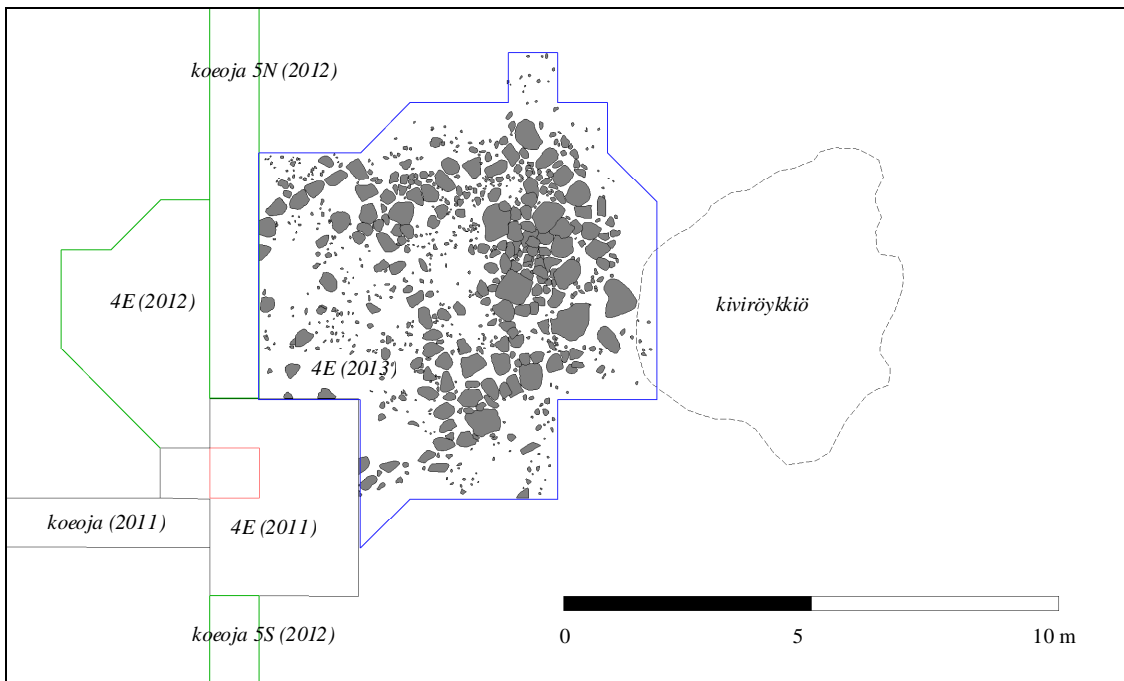 koeoja 5N (2012)
4E (2012)
kiviröykkiö
4E (2013)
koeoja (2011)
4E (2011)
koeoja 5S (2012)
0 5 10 m